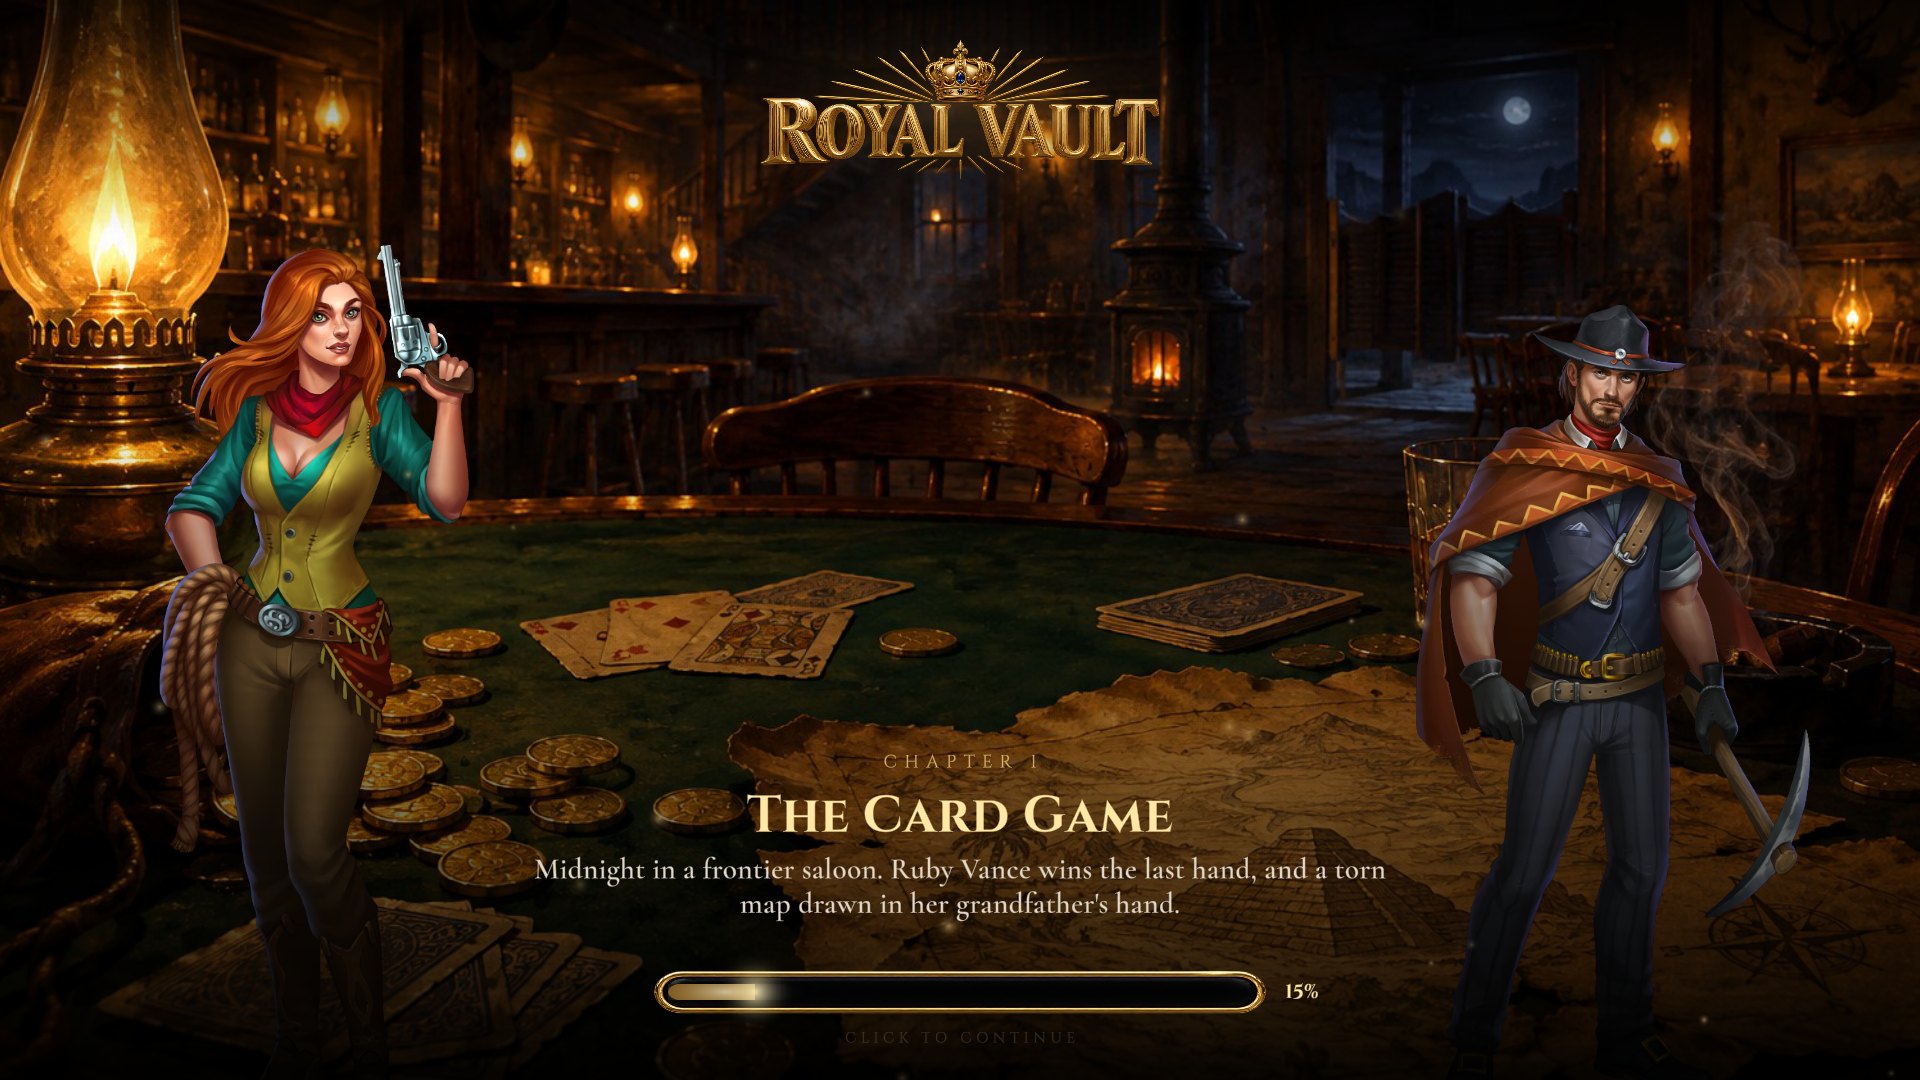 ROYAL VAULT
CHAPTER I
THE CARD GAME
Midnight in a frontier saloon. Ruby Vance wins the last hand, and a torn
map drawn in her grandfather's hand.
15%
CLICK TO CONTINUE